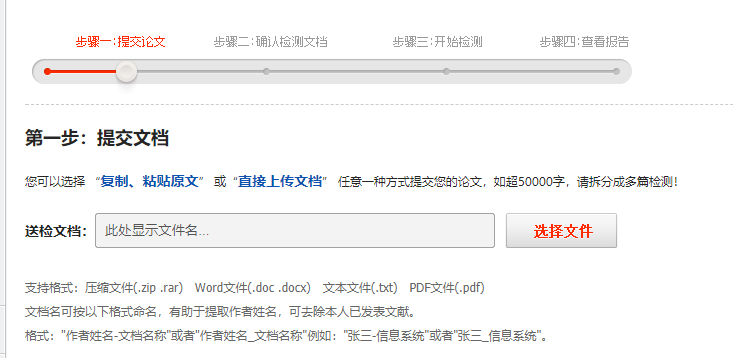 步骤一:提交论文 步骤二:确认检测文档 步骤三:开始检测 步骤四:查看报告
第一步：提交文档
您可以选择 “复制、粘贴原文” 或“直接上传文档” 任意一种方式提交您的论文，如超50000字，请拆分成多篇检测！
送检文档： 此处显示文件名... 选择文件
支持格式：压缩文件(.zip .rar) Word文件(.doc .docx) 文本文件(.txt) PDF文件(.pdf)
文档名可按以下格式命名，有助于提取作者姓名，可去除本人已发表文献。
格式："作者姓名-文档名称"或者"作者姓名_文档名称"例如："张三-信息系统"或者"张三_信息系统"。